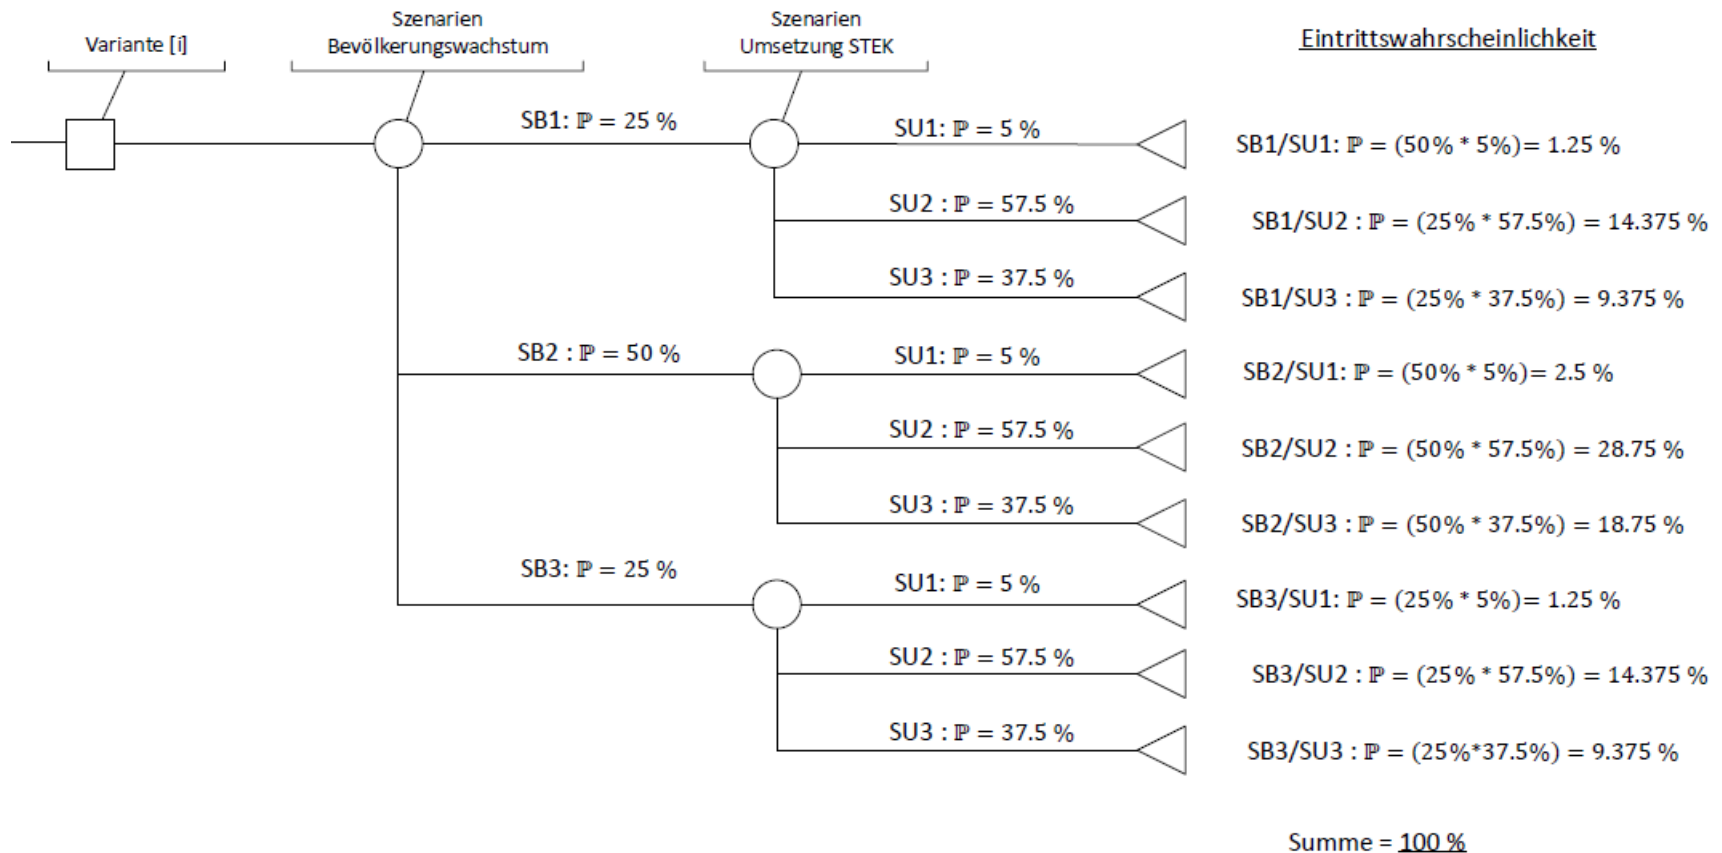 Variante [i]
Szenarien
Bevölkerungswachstum
Szenarien
Umsetzung STEK
Eintrittswahrscheinlichkeit
SB1: ℙ = 25 %
SU1: ℙ = 5 %
SB1/SU1: ℙ = (50% * 5%)= 1.25 %
SU2 : ℙ = 57.5 %
SB1/SU2 : ℙ = (25% * 57.5%) = 14.375 %
SU3 : ℙ = 37.5 %
SB1/SU3 : ℙ = (25% * 37.5%) = 9.375 %
SB2 : ℙ = 50 %
SU1: ℙ = 5 %
SB2/SU1: ℙ = (50% * 5%)= 2.5 %
SU2 : ℙ = 57.5 %
SB2/SU2 : ℙ = (50% * 57.5%) = 28.75 %
SU3 : ℙ = 37.5 %
SB2/SU3 : ℙ = (50% * 37.5%) = 18.75 %
SB3: ℙ = 25 %
SU1: ℙ = 5 %
SB3/SU1: ℙ = (25% * 5%)= 1.25 %
SU2 : ℙ = 57.5 %
SB3/SU2 : ℙ = (25% * 57.5%) = 14.375 %
SU3 : ℙ = 37.5 %
SB3/SU3 : ℙ = (25%*37.5%) = 9.375 %
Summe = 100 %